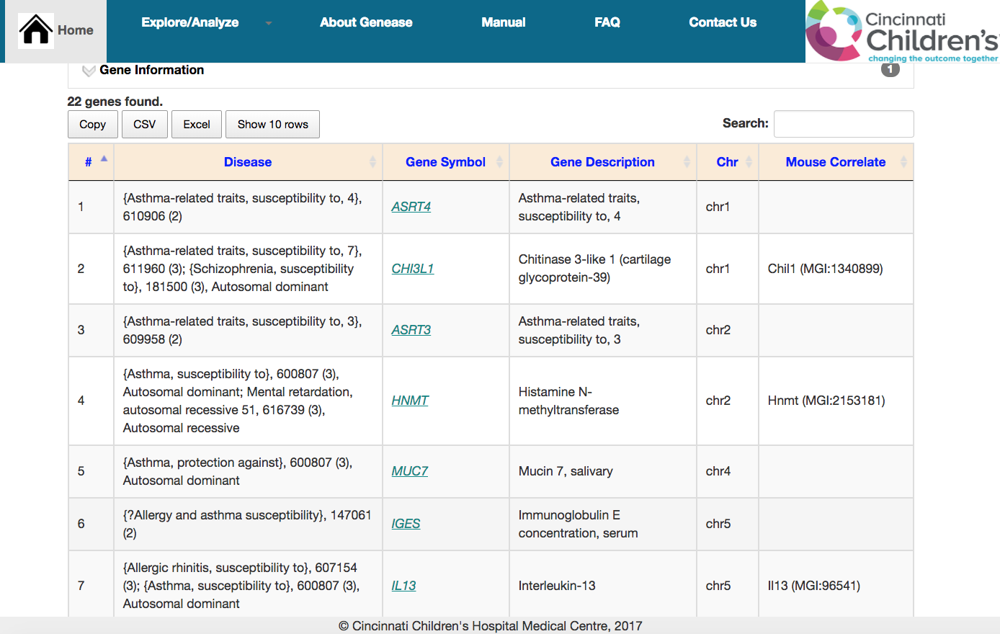 Home
Explore/Analyze
About Genease
Manual
FAQ
Contact Us
Cincinnati
Children's
changing the outcome together
Gene Information
1
22 genes found.
Copy
CSV
Excel
Show 10 rows
Search:
# Disease Gene Symbol Gene Description Chr Mouse Correlate
1
{Asthma-related traits, susceptibility to, 4},
610906 (2)
ASRT4
Asthma-related traits,
susceptibility to, 4
chr1
2
{Asthma-related traits, susceptibility to, 7},
611960 (3); {Schizophrenia, susceptibility
to}, 181500 (3), Autosomal dominant
CHI3L1
Chitinase 3-like 1 (cartilage
glycoprotein-39)
chr1
Chil1 (MGI:1340899)
3
{Asthma-related traits, susceptibility to, 3},
609958 (2)
ASRT3
Asthma-related traits,
susceptibility to, 3
chr2
4
{Asthma, susceptibility to}, 600807 (3),
Autosomal dominant; Mental retardation,
autosomal recessive 51, 616739 (3),
Autosomal recessive
HNMT
Histamine N-
methyltransferase
chr2
Hnmt (MGI:2153181)
5
{Asthma, protection against}, 600807 (3),
Autosomal dominant
MUC7
Mucin 7, salivary
chr4
6
{?Allergy and asthma susceptibility}, 147061
(2)
IGES
Immunoglobulin E
concentration, serum
chr5
7
{Allergic rhinitis, susceptibility to}, 607154
(3); {Asthma, susceptibility to}, 600807 (3),
Autosomal dominant
IL13
Interleukin-13
chr5
Il13 (MGI:96541)
© Cincinnati Children's Hospital Medical Centre, 2017